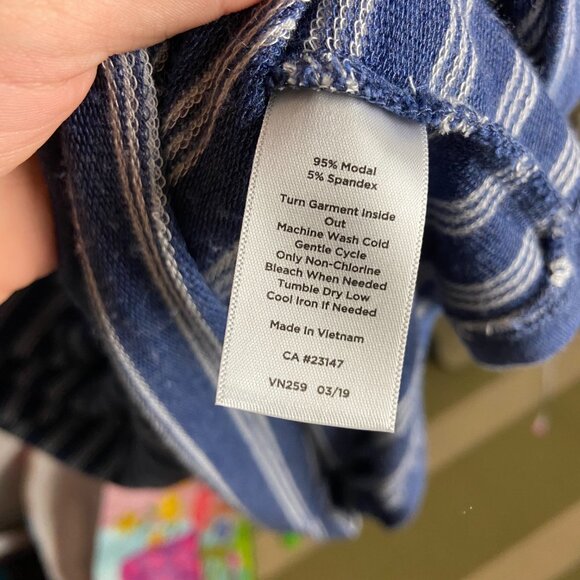 95% Modal
5% Spandex
Turn Garment Inside
Out
Machine Wash Cold
Gentle Cycle
Only Non-Chlorine
Bleach When Needed
Tumble Dry Low
Cool Iron If Needed
Made In Vietnam
CA #23147
VN259 03/19